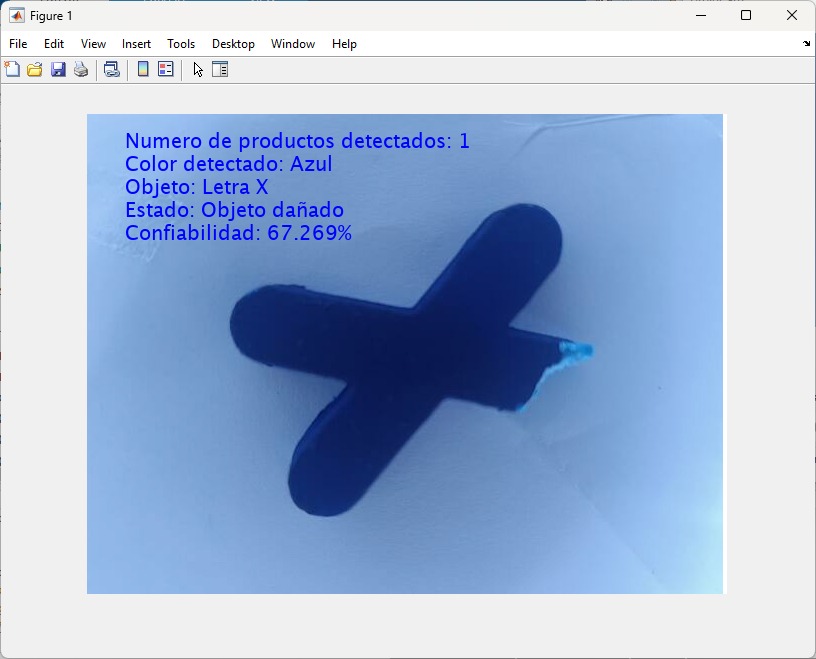 Figure 1
File Edit View Insert Tools Desktop Window Help
Numero de productos detectados: 1
Color detectado: Azul
Objeto: Letra X
Estado: Objeto dañado
Confiabilidad: 67.269%